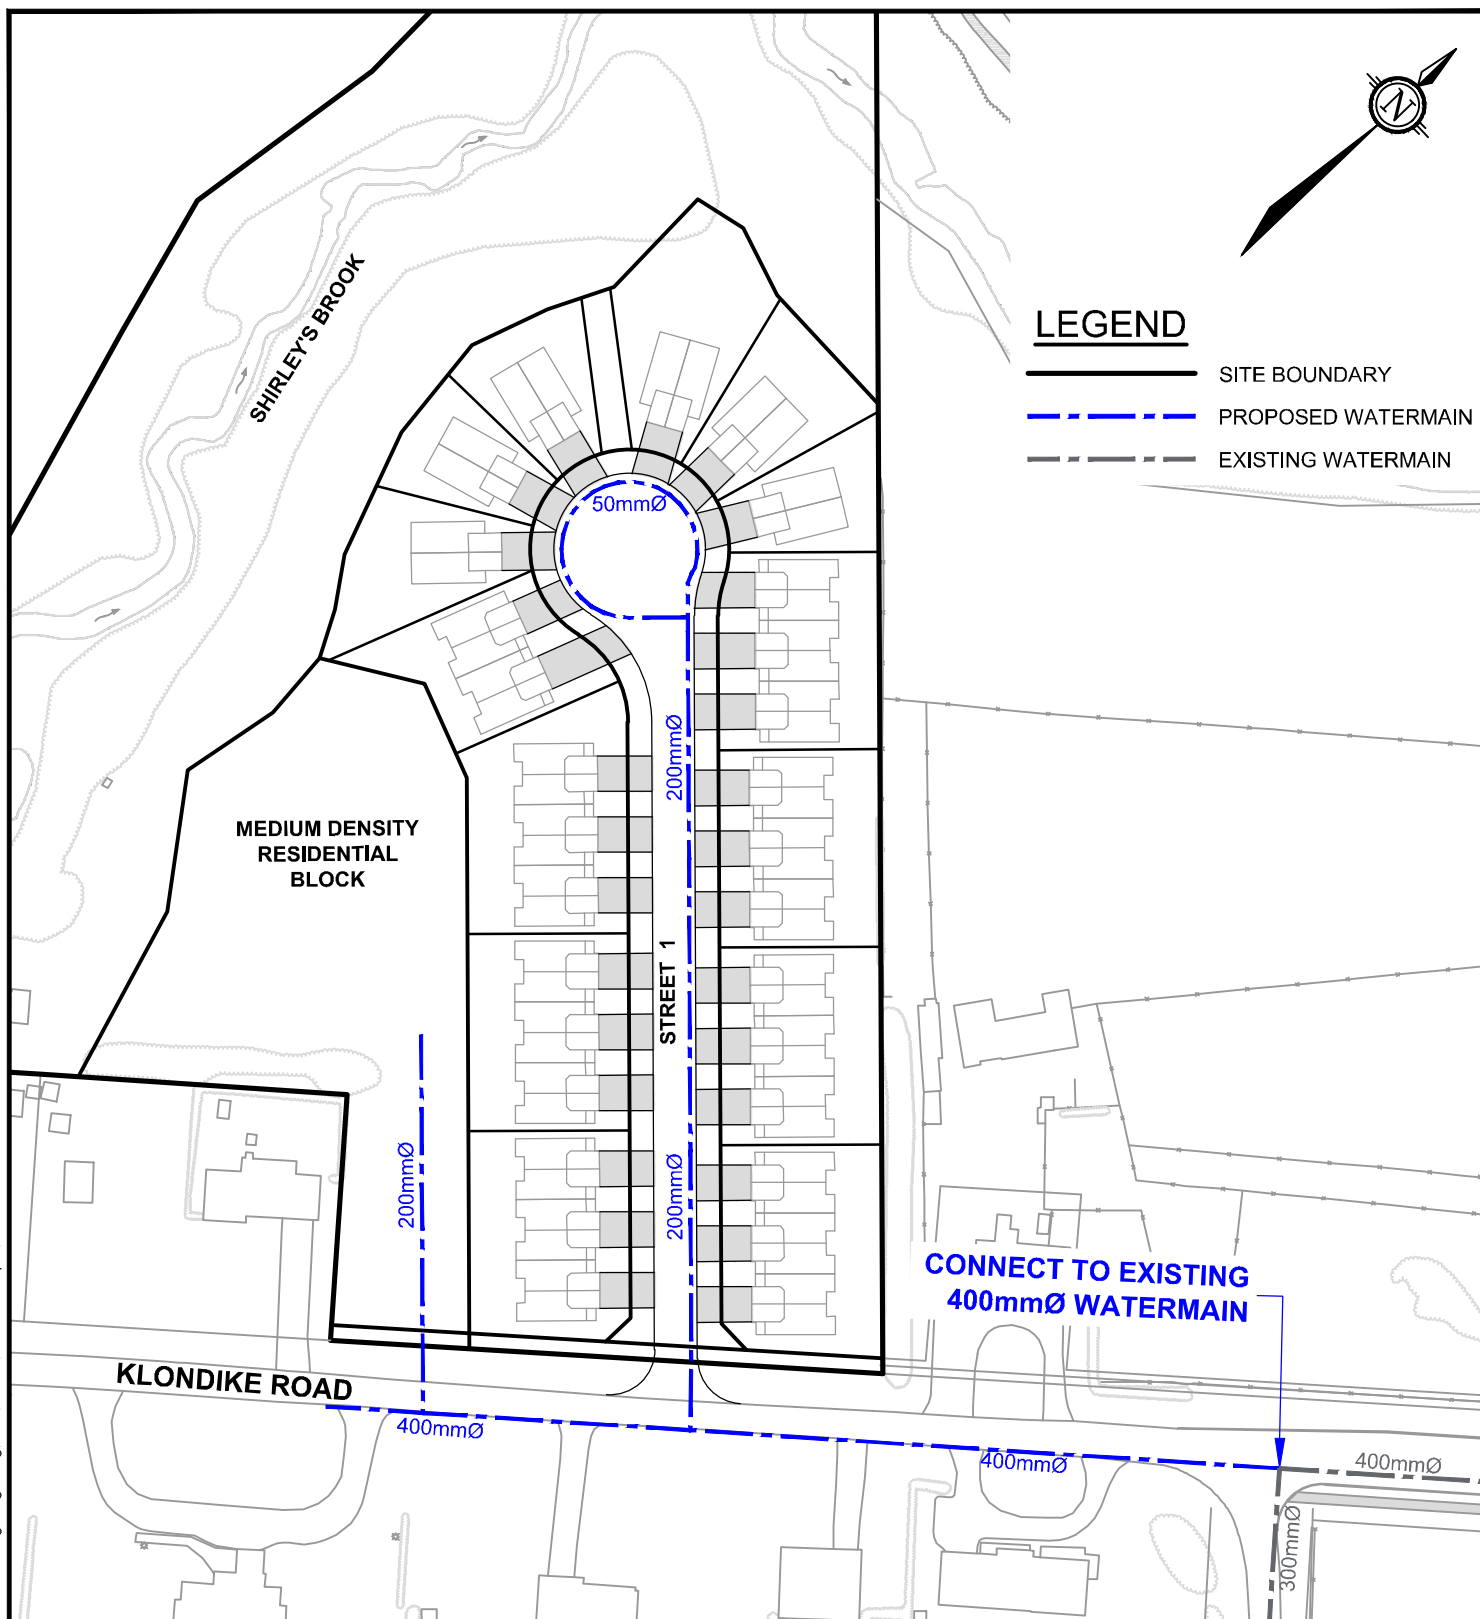 N
LEGEND
SITE BOUNDARY
PROPOSED WATERMAIN
EXISTING WATERMAIN
SHIRLEY'S BROOK
50mmØ
200mmØ
MEDIUM DENSITY
RESIDENTIAL
BLOCK
STREET 1
200mmØ
200mmØ
CONNECT TO EXISTING
400mmØ WATERMAIN
KLONDIKE ROAD
400mmØ
400mmØ
400mmØ
300mmØ